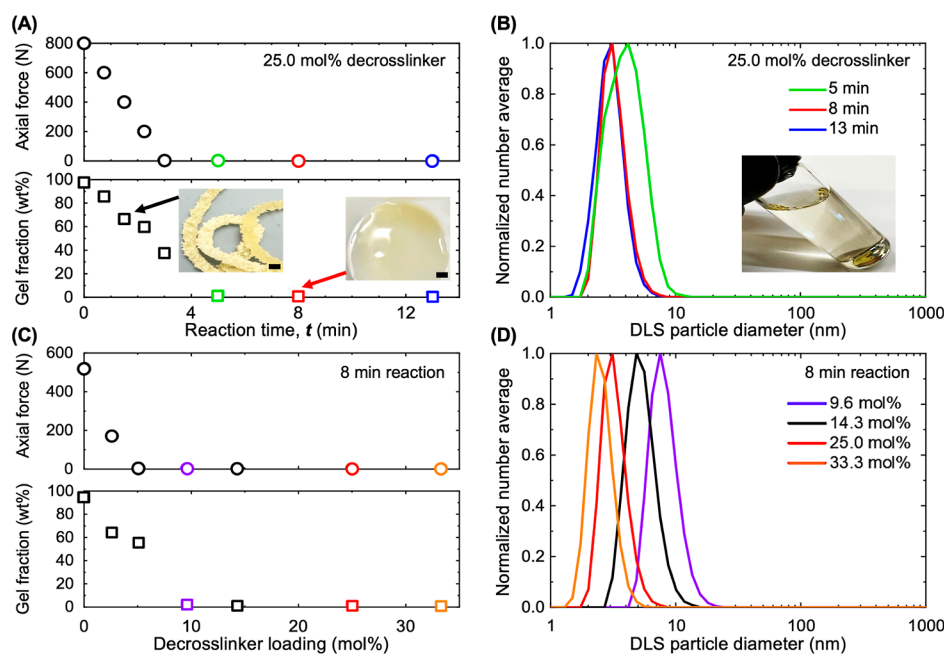 (A)
Axial force (N)
800
600
400
200
0
25.0 mol% decrosslinker
Gel fraction (wt%)
100
80
60
40
20
0
0
4
8
12
Reaction time, t (min)
(B)
Normalized number average
1.0
0.8
0.6
0.4
0.2
0.0
25.0 mol% decrosslinker
5 min
8 min
13 min
1
10
100
1000
DLS particle diameter (nm)
(C)
Axial force (N)
600
400
200
0
8 min reaction
Gel fraction (wt%)
100
80
60
40
20
0
0
10
20
30
Decrosslinker loading (mol%)
(D)
Normalized number average
1.0
0.8
0.6
0.4
0.2
0.0
8 min reaction
9.6 mol%
14.3 mol%
25.0 mol%
33.3 mol%
1
10
100
1000
DLS particle diameter (nm)